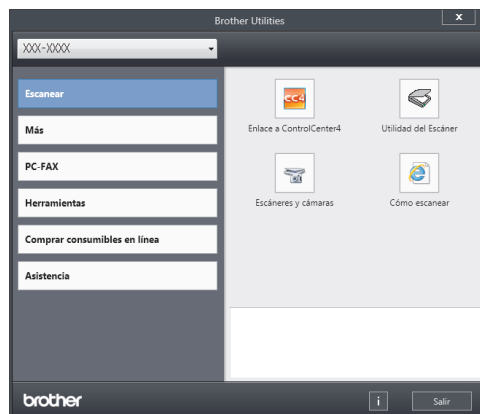 Brother Utilities
x
XXX-XXXX
Escanear
Más
PC-FAX
Herramientas
Comprar consumibles en línea
Asistencia
CC4
Enlace a ControlCenter4
Utilidad del Escáner
Escáneres y cámaras
Cómo escanear
brother
i
Salir